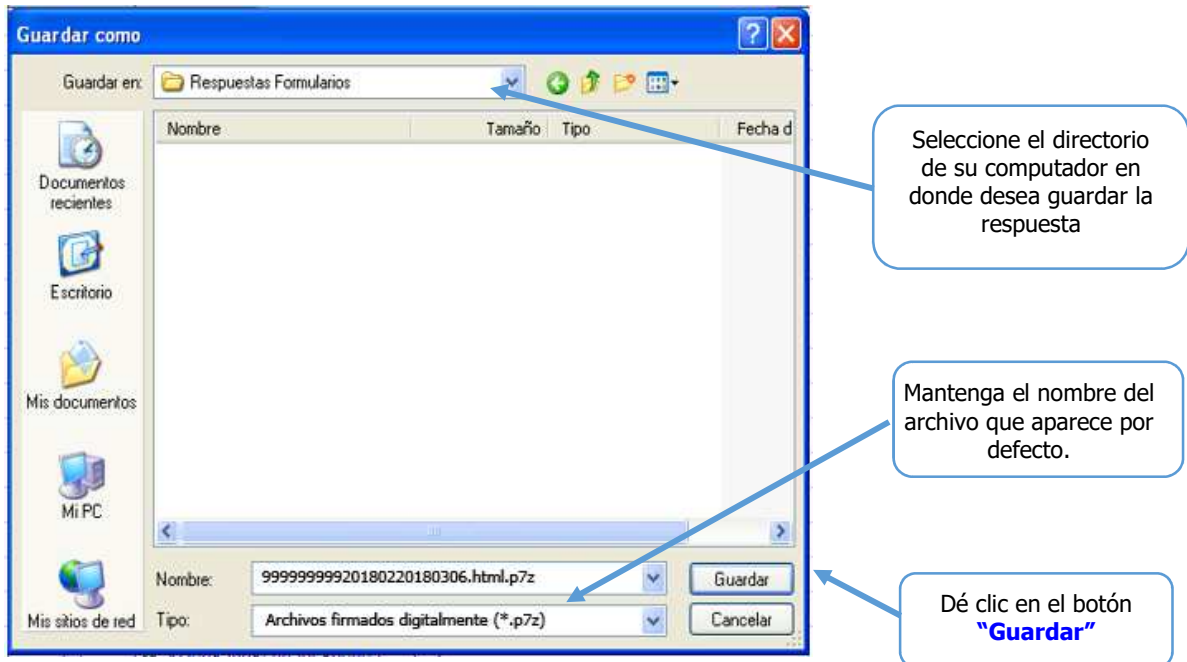 Guardar como
Guardar en: Respuestas Formularios
Nombre Tamaño Tipo Fecha d
Documentos
recientes
Escritorio
Mis documentos
Mi PC
Mis sitios de red
Nombre: 99999999920180220180306.html.p7z Guardar
Tipo: Archivos firmados digitalmente (*.p7z) Cancelar
Seleccione el directorio
de su computador en
donde desea guardar la
respuesta
Mantenga el nombre del
archivo que aparece por
defecto.
Dé clic en el botón
“Guardar”